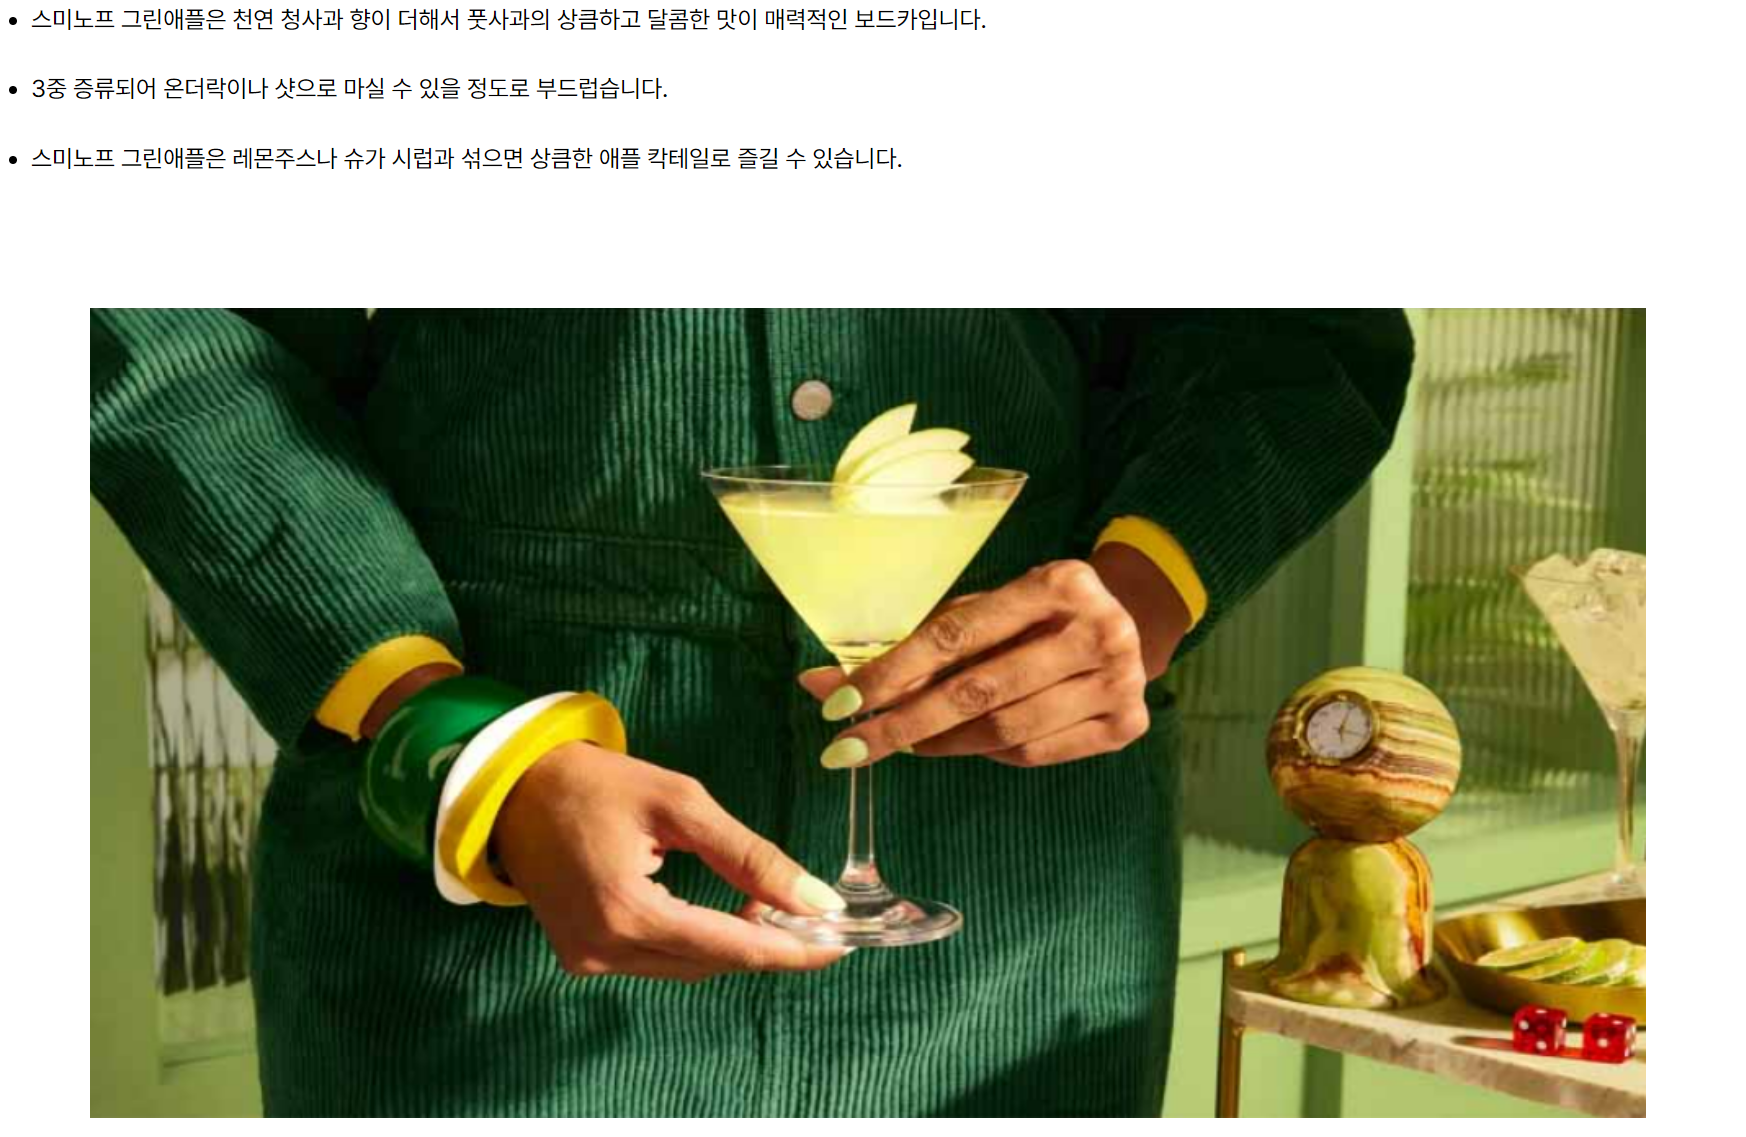 스미노프 그린애플은 천연 청사과 향이 더해서 풋사과의 상큼하고 달콤한 맛이 매력적인 보드카입니다.
3중 증류되어 온더락이나 샷으로 마실 수 있을 정도로 부드럽습니다.
스미노프 그린애플은 레몬주스나 슈가 시럽과 섞으면 상큼한 애플 칵테일로 즐길 수 있습니다.